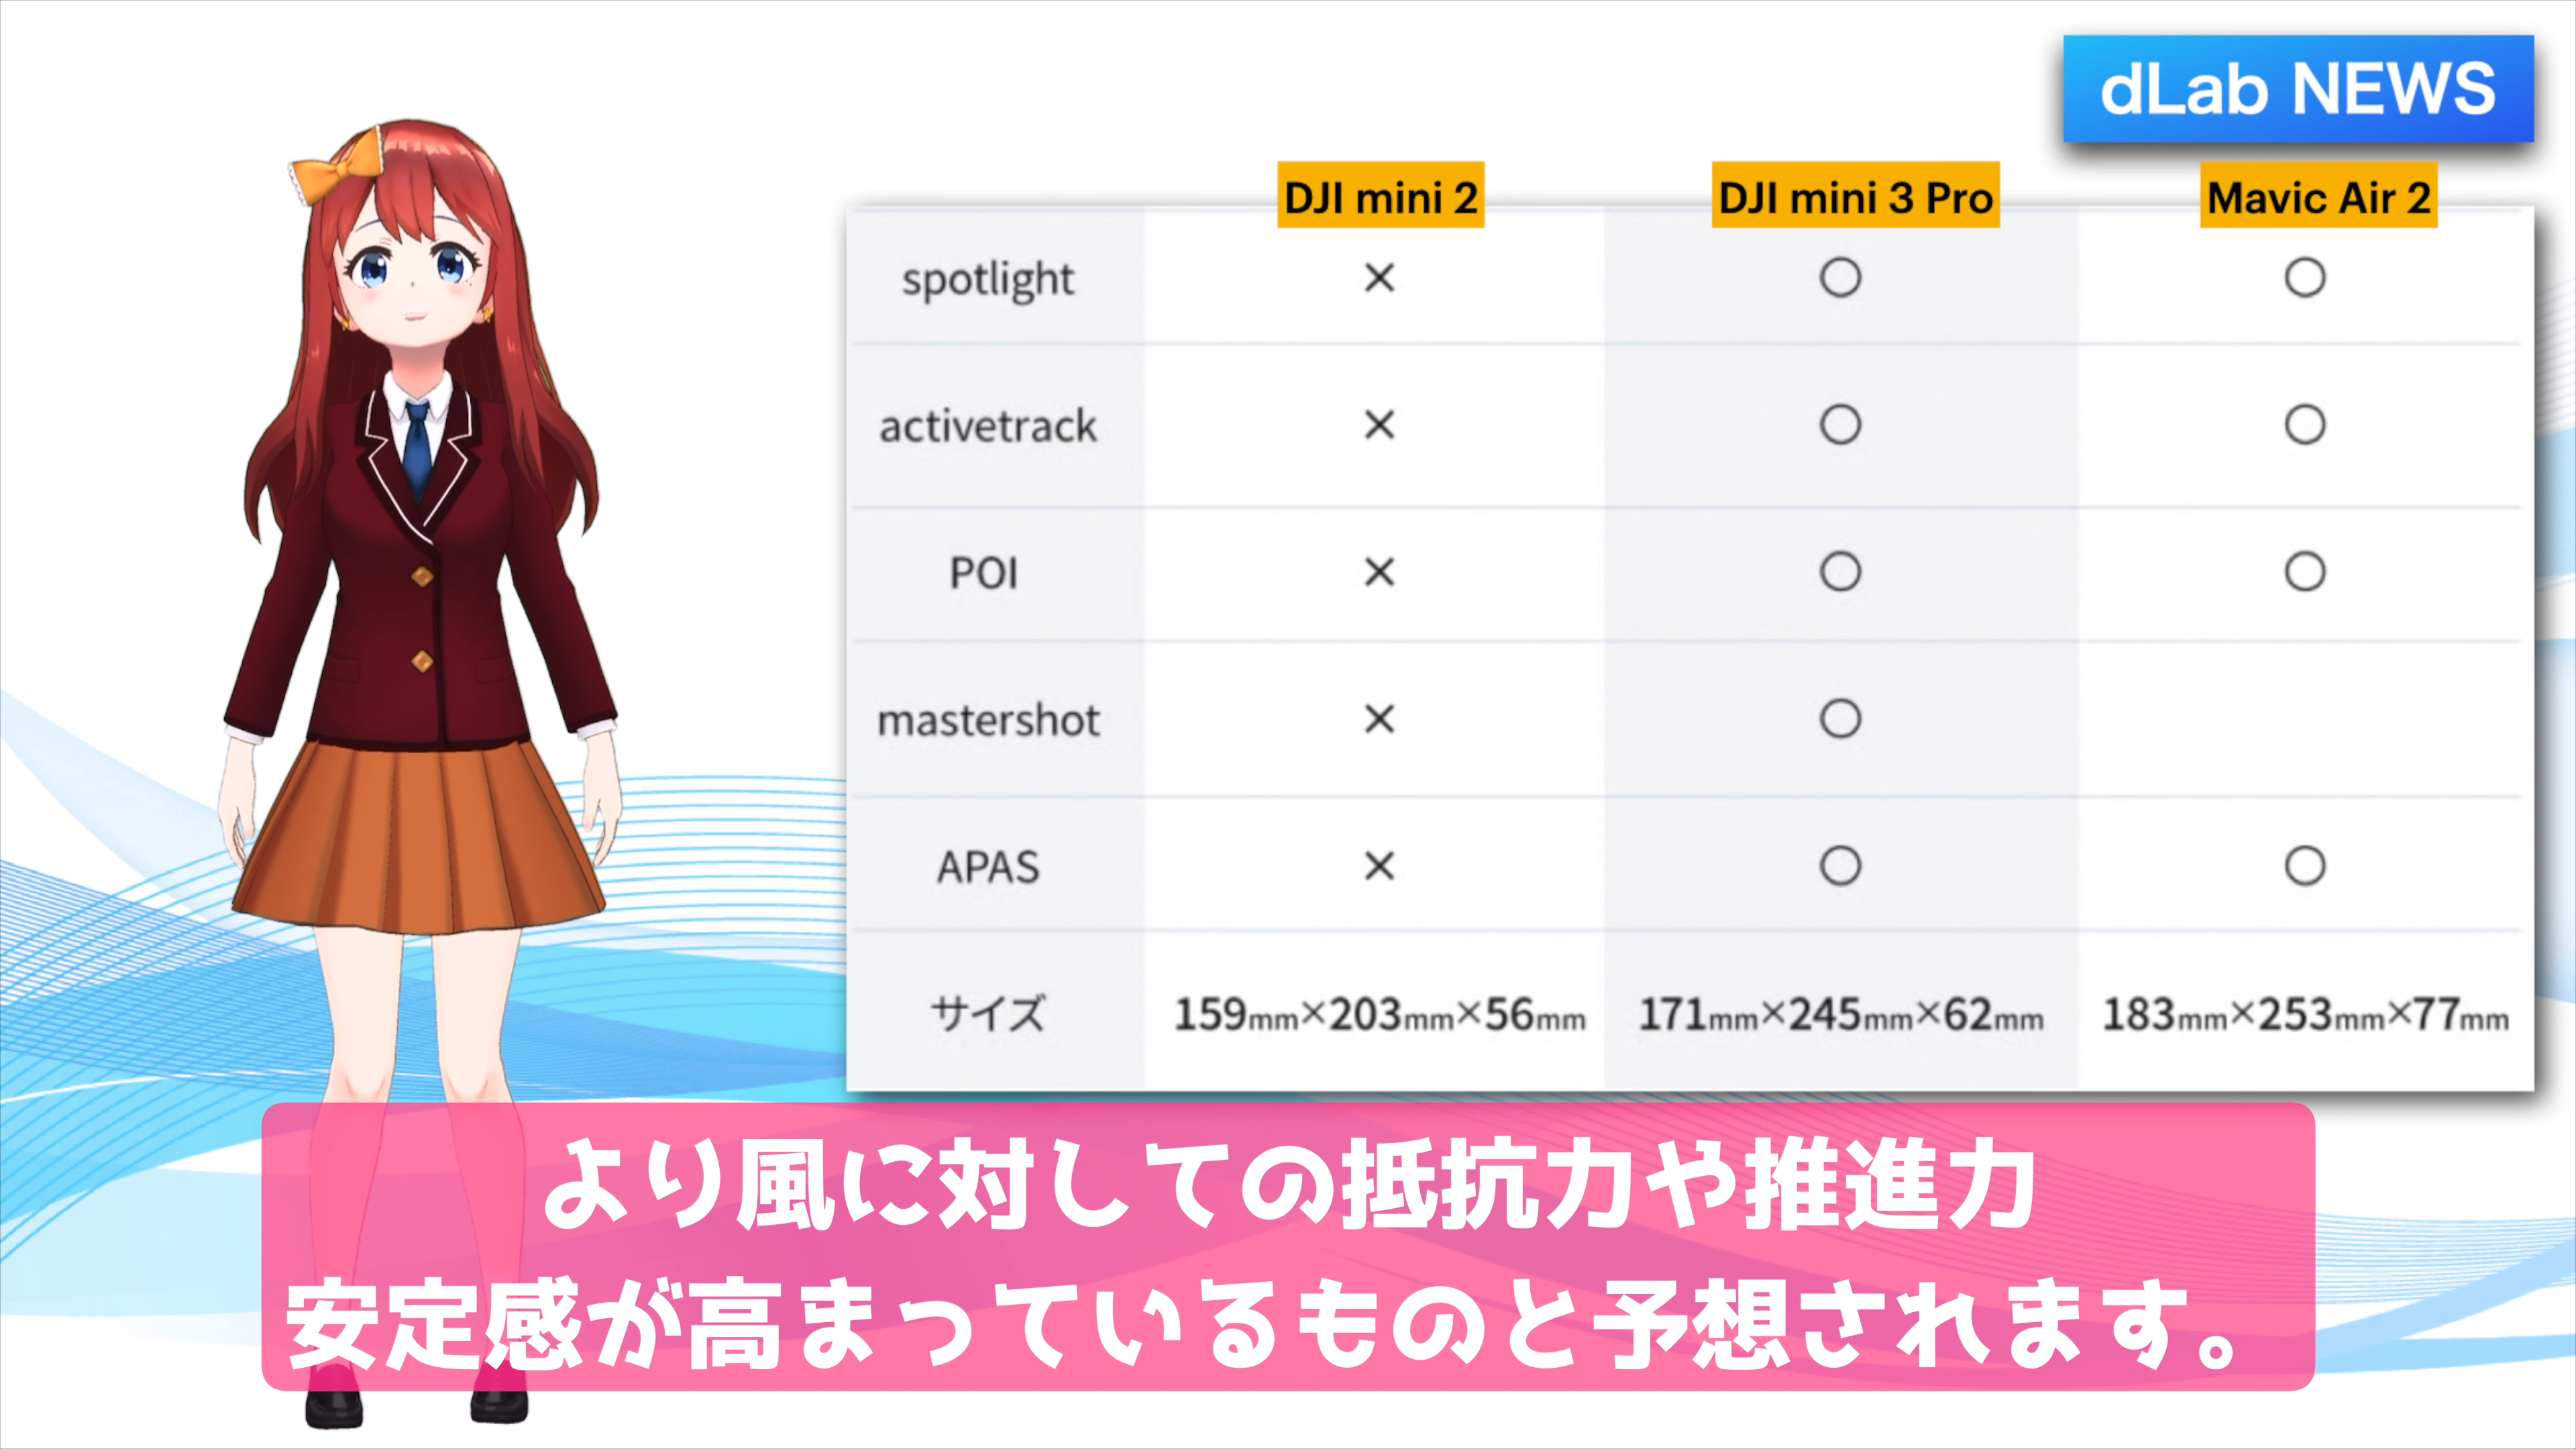 dLab NEWS
DJI mini 2 DJI mini 3 Pro Mavic Air 2
spotlight × ○ ○
activetrack × ○ ○
POI × ○ ○
mastershot × ○
APAS × ○ ○
サイズ 159mm×203mm×56mm 171mm×245mm×62mm 183mm×253mm×77mm
より風に対しての抵抗力や推進力
安定感が高まっているものと予想されます。